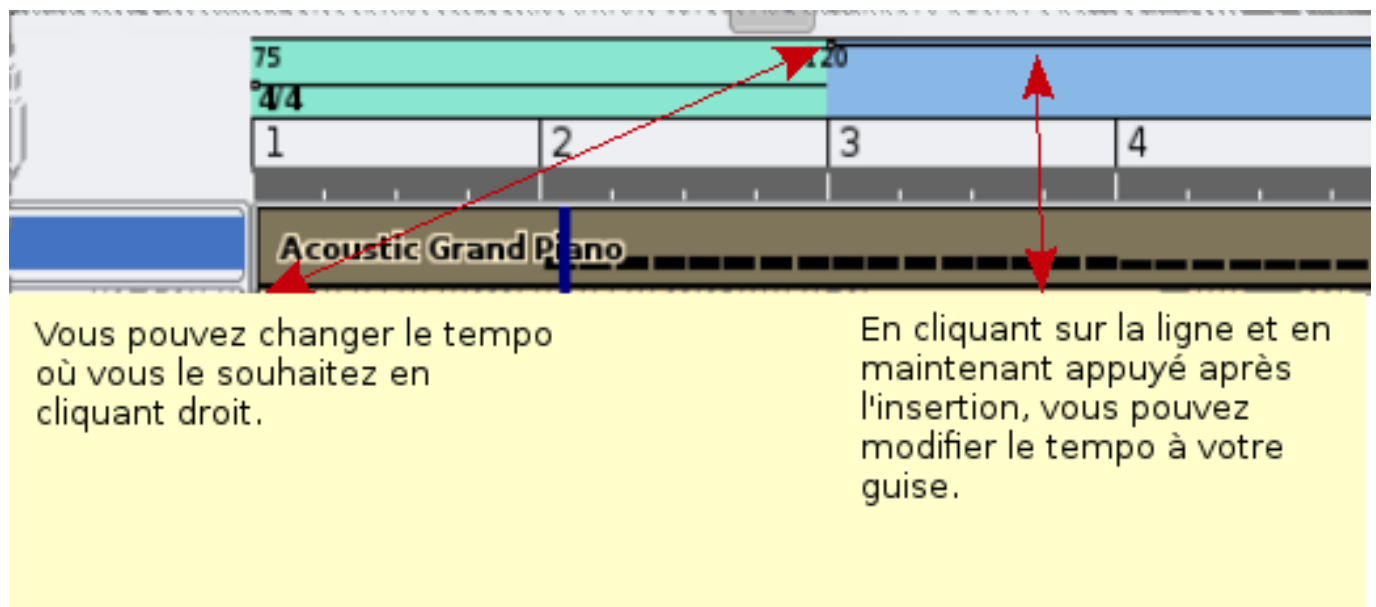 75
120
4/4
1
2
3
4
Acoustic Grand Piano
Vous pouvez changer le tempo
où vous le souhaitez en
cliquant droit.
En cliquant sur la ligne et en
maintenant appuyé après
l'insertion, vous pouvez
modifier le tempo à votre
guise.